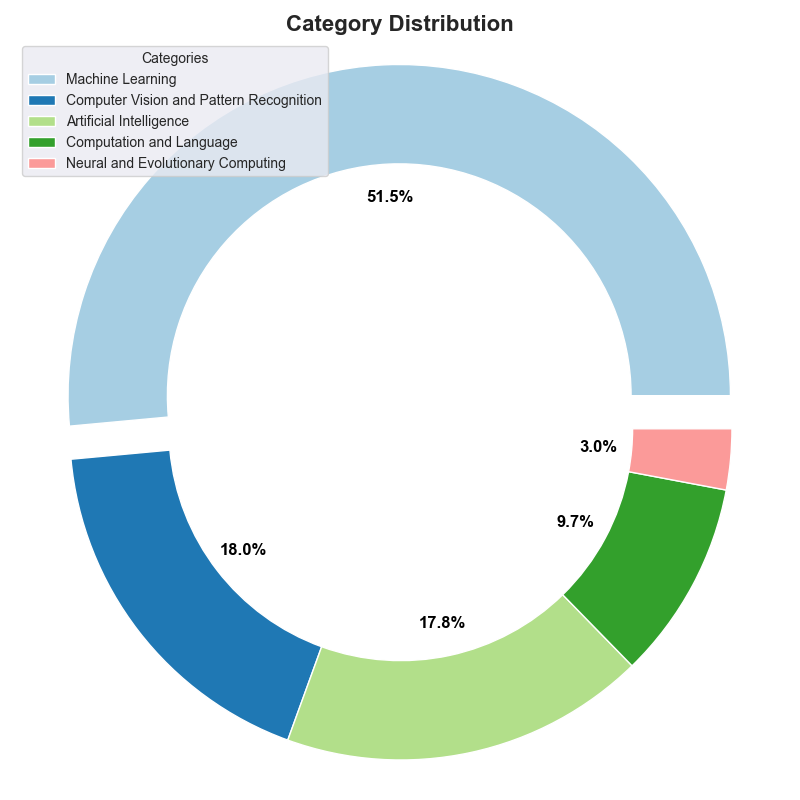 Category Distribution
Categories
Machine Learning
Computer Vision and Pattern Recognition
Artificial Intelligence
Computation and Language
Neural and Evolutionary Computing
51.5%
3.0%
9.7%
18.0%
17.8%